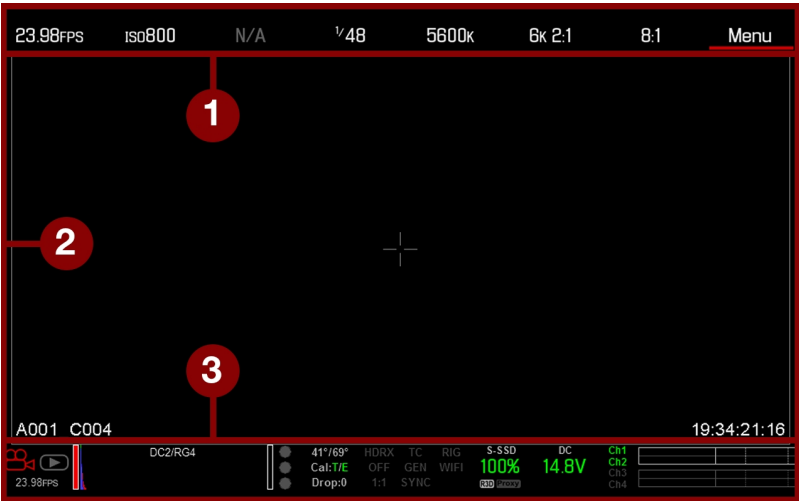 23.98FPS ISO800 N/A 1/48 5600K 6K 2:1 8:1 Menu
1
2
3
A001 C004 19:34:21:16
DC2/RG4 41°/69° HDRX TC RIG S-SSD DC Ch1
Cal:T/E OFF GEN WIFI 100% 14.8V Ch2
23.98FPS Drop:0 1:1 SYNC R3D Proxy Ch3
Ch4